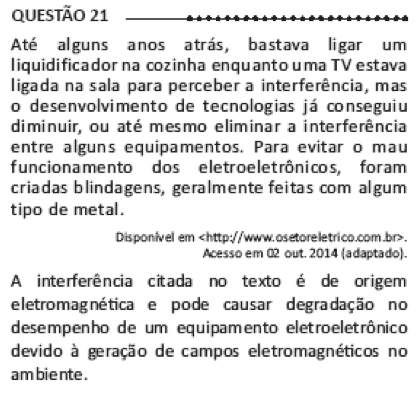 QUESTÃO 21
Até alguns anos atrás, bastava ligar um
liquidificador na cozinha enquanto uma TV estava
ligada na sala para perceber a interferência, mas
o desenvolvimento de tecnologias já conseguiu
diminuir, ou até mesmo eliminar a interferência
entre alguns equipamentos. Para evitar o mau
funcionamento dos eletroeletrônicos, foram
criadas blindagens, geralmente feitas com algum
tipo de metal.
Disponível em <http://www.osetoreletrico.com.br>.
Acesso em 02 out. 2014 (adaptado).
A interferência citada no texto é de origem
eletromagnética e pode causar degradação no
desempenho de um equipamento eletroeletrônico
devido à geração de campos eletromagnéticos no
ambiente.